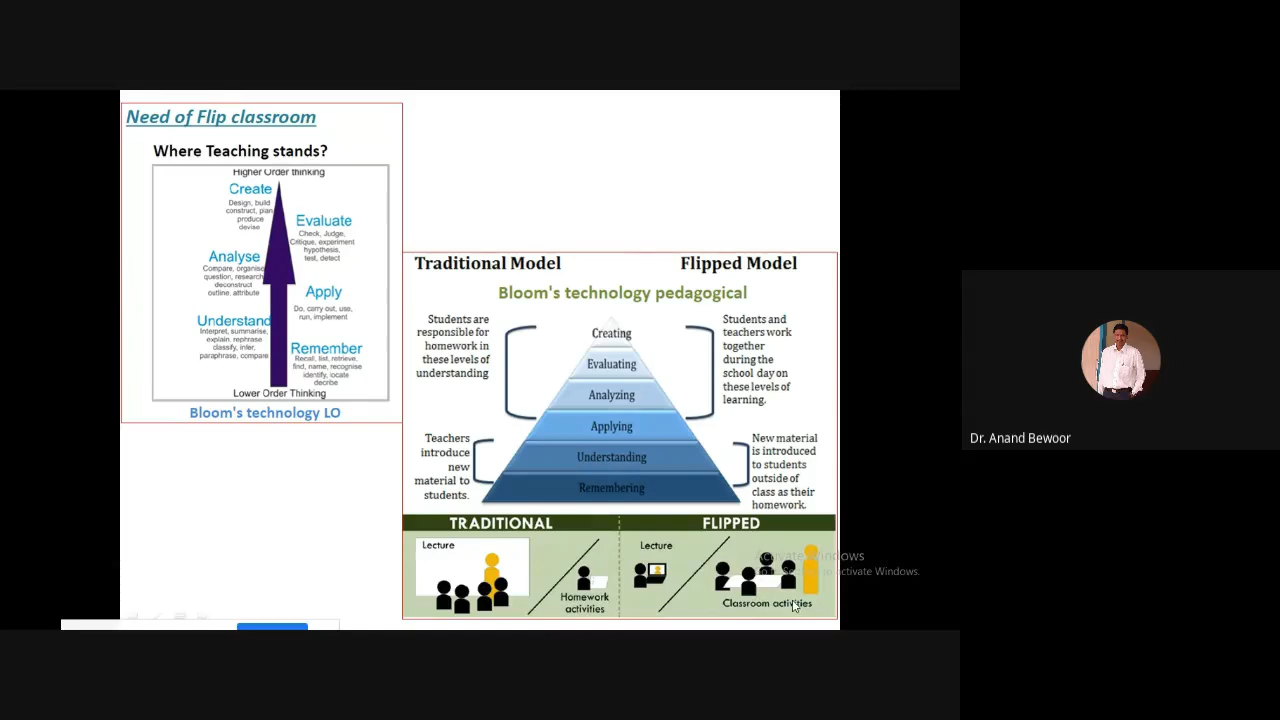 Need of Flip classroom
Where Teaching stands?
Higher Order thinking
Create
Design, build
construct, plan
produce
devise
Evaluate
Check, Judge,
Critique, experiment
hypothesis,
test, detect
Analyse
Compare, organise
question, research
deconstruct
outline, attribute
Apply
Do, carry out, use,
run, implement
Understand
Interpret, summarise,
explain, rephrase
classify, infer,
paraphrase, compare
Remember
Recall, list, retrieve,
find, name, recognise
identify, locate
decribe
Lower Order Thinking
Bloom's technology LO
Traditional Model
Flipped Model
Bloom's technology pedagogical
Students are
responsible for
homework in
these levels of
understanding
Teachers
introduce
new
material to
students.
Creating
Evaluating
Analyzing
Applying
Understanding
Remembering
Students and
teachers work
together
during the
school day on
these levels of
learning.
New material
is introduced
to students
outside of
class as their
homework.
TRADITIONAL
FLIPPED
Lecture
Homework
activities
Lecture
Classroom activities
Activate Windows
Go to Settings to activate Windows.
Dr. Anand Bewoor